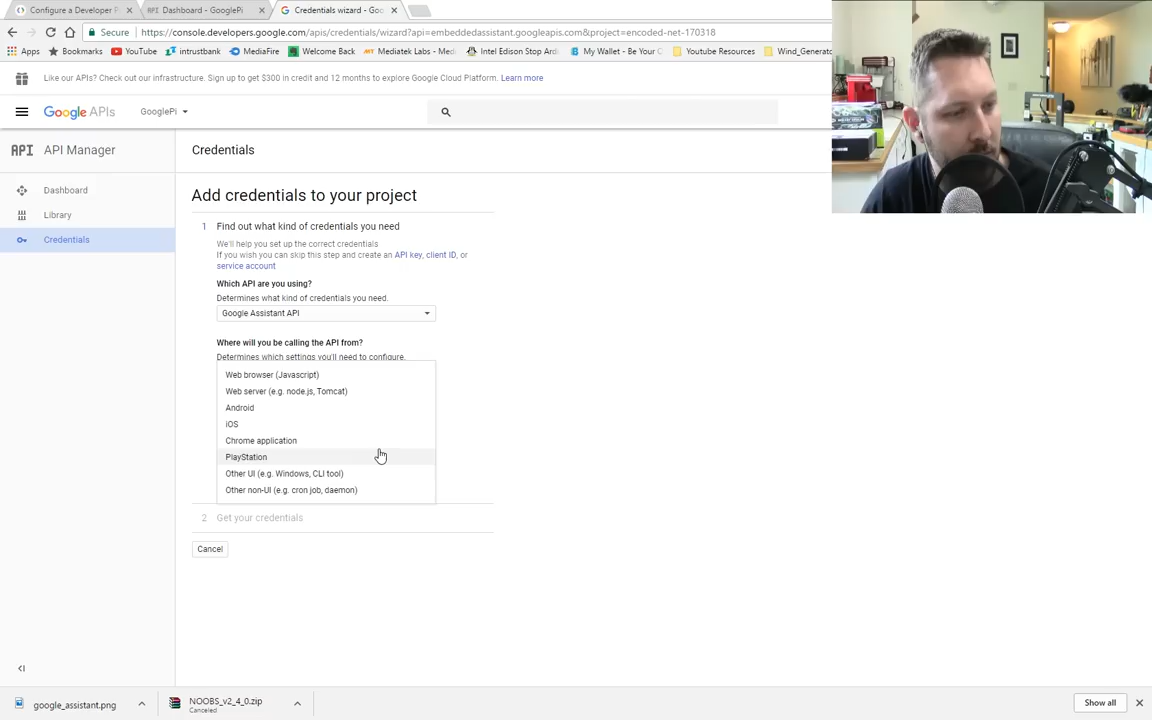 Configure a Developer P
Dashboard - GooglePi
Credentials wizard - Goo
Secure
https://console.developers.google.com/apis/credentials/wizard?api=embeddedassistant.googleapis.com&project=encoded-net-170318
Apps
Bookmarks
YouTube
intrustbank
MediaFire
Welcome Back
Mediatek Labs - Med
Intel Edison Stop Ard
My Wallet - Be Your O
Youtube Resources
Wind_Generato
Like our APIs? Check out our infrastructure. Sign up to get $300 in credit and 12 months to explore Google Cloud Platform. Learn more
Google APIs
GooglePi
API API Manager
Credentials
Dashboard
Library
Credentials
Add credentials to your project
1 Find out what kind of credentials you need
We'll help you set up the correct credentials
If you wish you can skip this step and create an API key, client ID, or
service account
Which API are you using?
Determines what kind of credentials you need.
Google Assistant API
Where will you be calling the API from?
Determines which settings you'll need to configure.
Web browser (Javascript)
Web server (e.g. node.js, Tomcat)
Android
iOS
Chrome application
PlayStation
Other UI (e.g. Windows, CLI tool)
Other non-UI (e.g. cron job, daemon)
2 Get your credentials
Cancel
google_assistant.png
NOOBS_v2_4_0.zip
Canceled
Show all